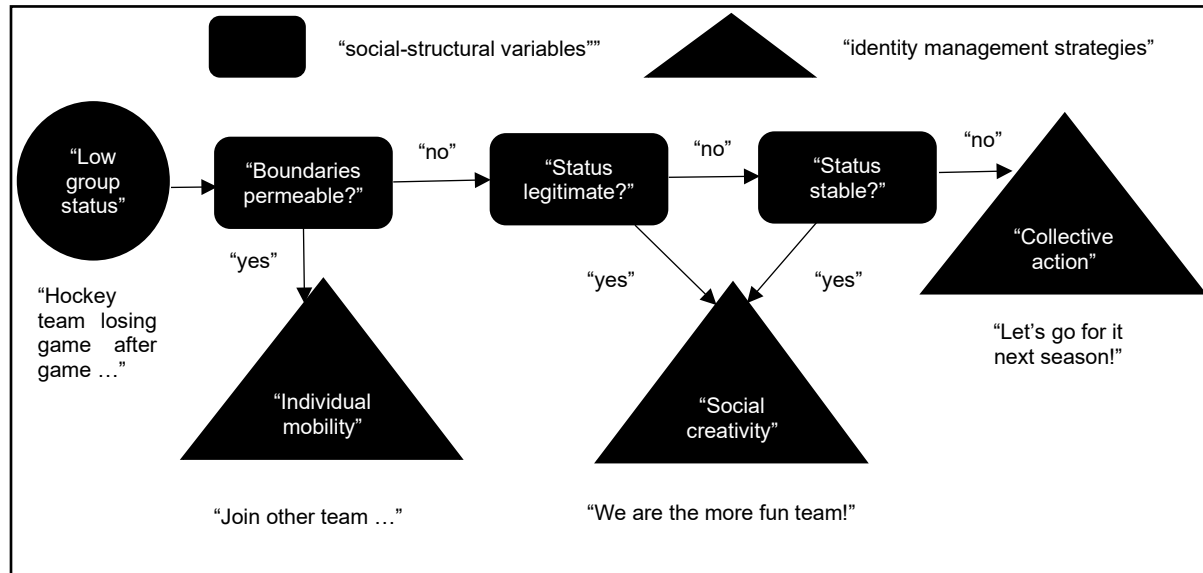 “social-structural variables””
“identity management strategies”
“Low
group
status”
“Boundaries
permeable?”
“no”
“Status
legitimate?”
“no”
“Status
stable?”
“no”
“Collective
action”
“yes”
“yes”
“yes”
“Hockey
team losing
game after
game …”
“Let’s go for it
next season!”
“Individual
mobility”
“Social
creativity”
“Join other team …”
“We are the more fun team!”